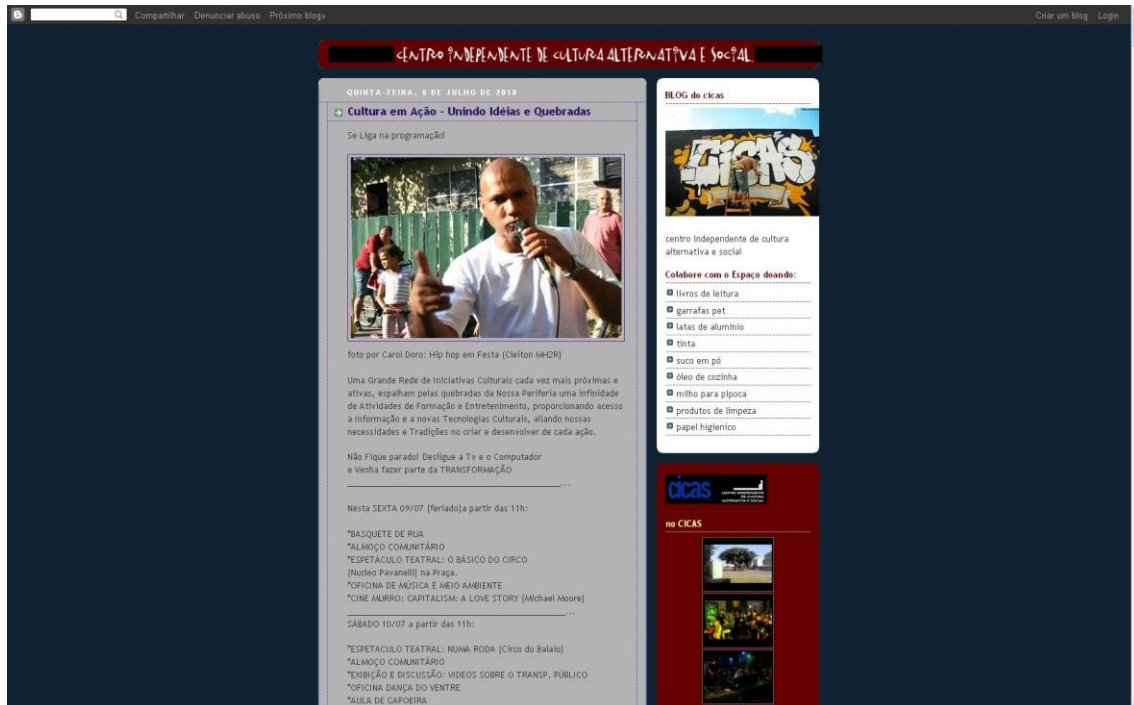 Compartilhar Denunciar abuso Próximo blog»
Criar um blog Login
CENTRO INDEPENDENTE DE CULTURA ALTERNATIVA E SOCIAL
QUINTA-FEIRA, 8 DE JULHO DE 2010
Cultura em Ação - Unindo Idéias e Quebradas
Se Liga na programação!
foto por Carol Doro: Hip hop em Festa (Cleiton MH2R)
Uma Grande Rede de Iniciativas Culturais cada vez mais próximas e
ativas, espalham pelas quebradas da Nossa Periferia uma infinidade
de Atividades de Formação e Entretenimento, proporcionando acesso
a Informação e a novas Tecnologias Culturais, aliando nossas
necessidades e Tradições no criar e desenvolver de cada ação.
Não Fique parado! Desligue a Tv e o Computador
e Venha fazer parte da TRANSFORMAÇÃO
Nesta SEXTA 09/07 (feriado)a partir das 11h:
*BASQUETE DE RUA
*ALMOÇO COMUNITÁRIO
*ESPETÁCULO TEATRAL: O BÁSICO DO CIRCO
(Nucleo Pavanelli) na Praça.
*OFICINA DE MÚSICA E MEIO AMBIENTE
*CINE MURRO: CAPITALISM: A LOVE STORY (Michael Moore)
SÁBADO 10/07 a partir das 11h:
*ESPETACULO TEATRAL: NUMA RODA (Circo do Balaio)
*ALMOÇO COMUNITÁRIO
*EXIBIÇÃO E DISCUSSÃO: VIDEOS SOBRE O TRANSP. PÚBLICO
*OFICINA DANÇA DO VENTRE
*AULA DE CAPOEIRA
BLOG do cicas
CICAS
centro independente de cultura
alternativa e social
Colabore com o Espaço doando:
livros de leitura
garrafas pet
latas de aluminio
tinta
suco em pó
óleo de cozinha
milho para pipoca
produtos de limpeza
papel higienico
cicas
CENTRO INDEPENDENTE
DE CULTURA
ALTERNATIVA E SOCIAL
no CICAS